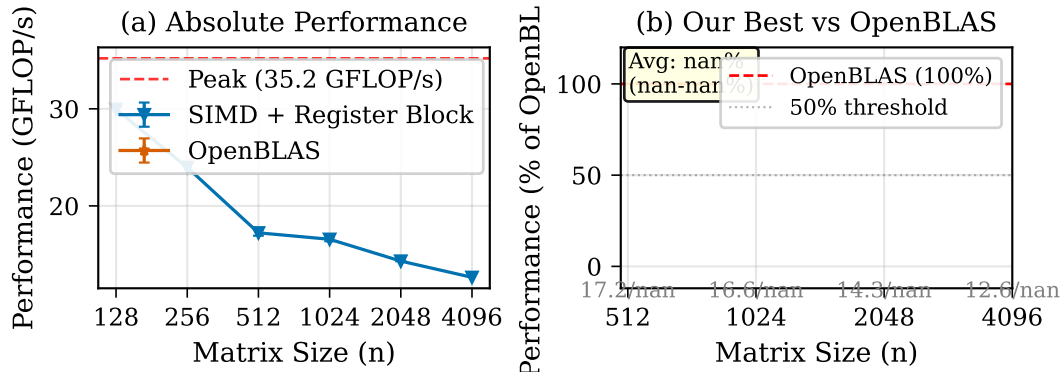 (a) Absolute Performance
Performance (GFLOP/s)
30
20
Peak (35.2 GFLOP/s)
SIMD + Register Block
OpenBLAS
128 256 512 1024 2048 4096
Matrix Size (n)
(b) Our Best vs OpenBLAS
Performance (% of OpenBL
100
50
0
Avg: nan%
(nan-nan%)
OpenBLAS (100%)
50% threshold
17.2/nan 16.6/nan 14.3/nan 12.6/nan
512 1024 2048 4096
Matrix Size (n)